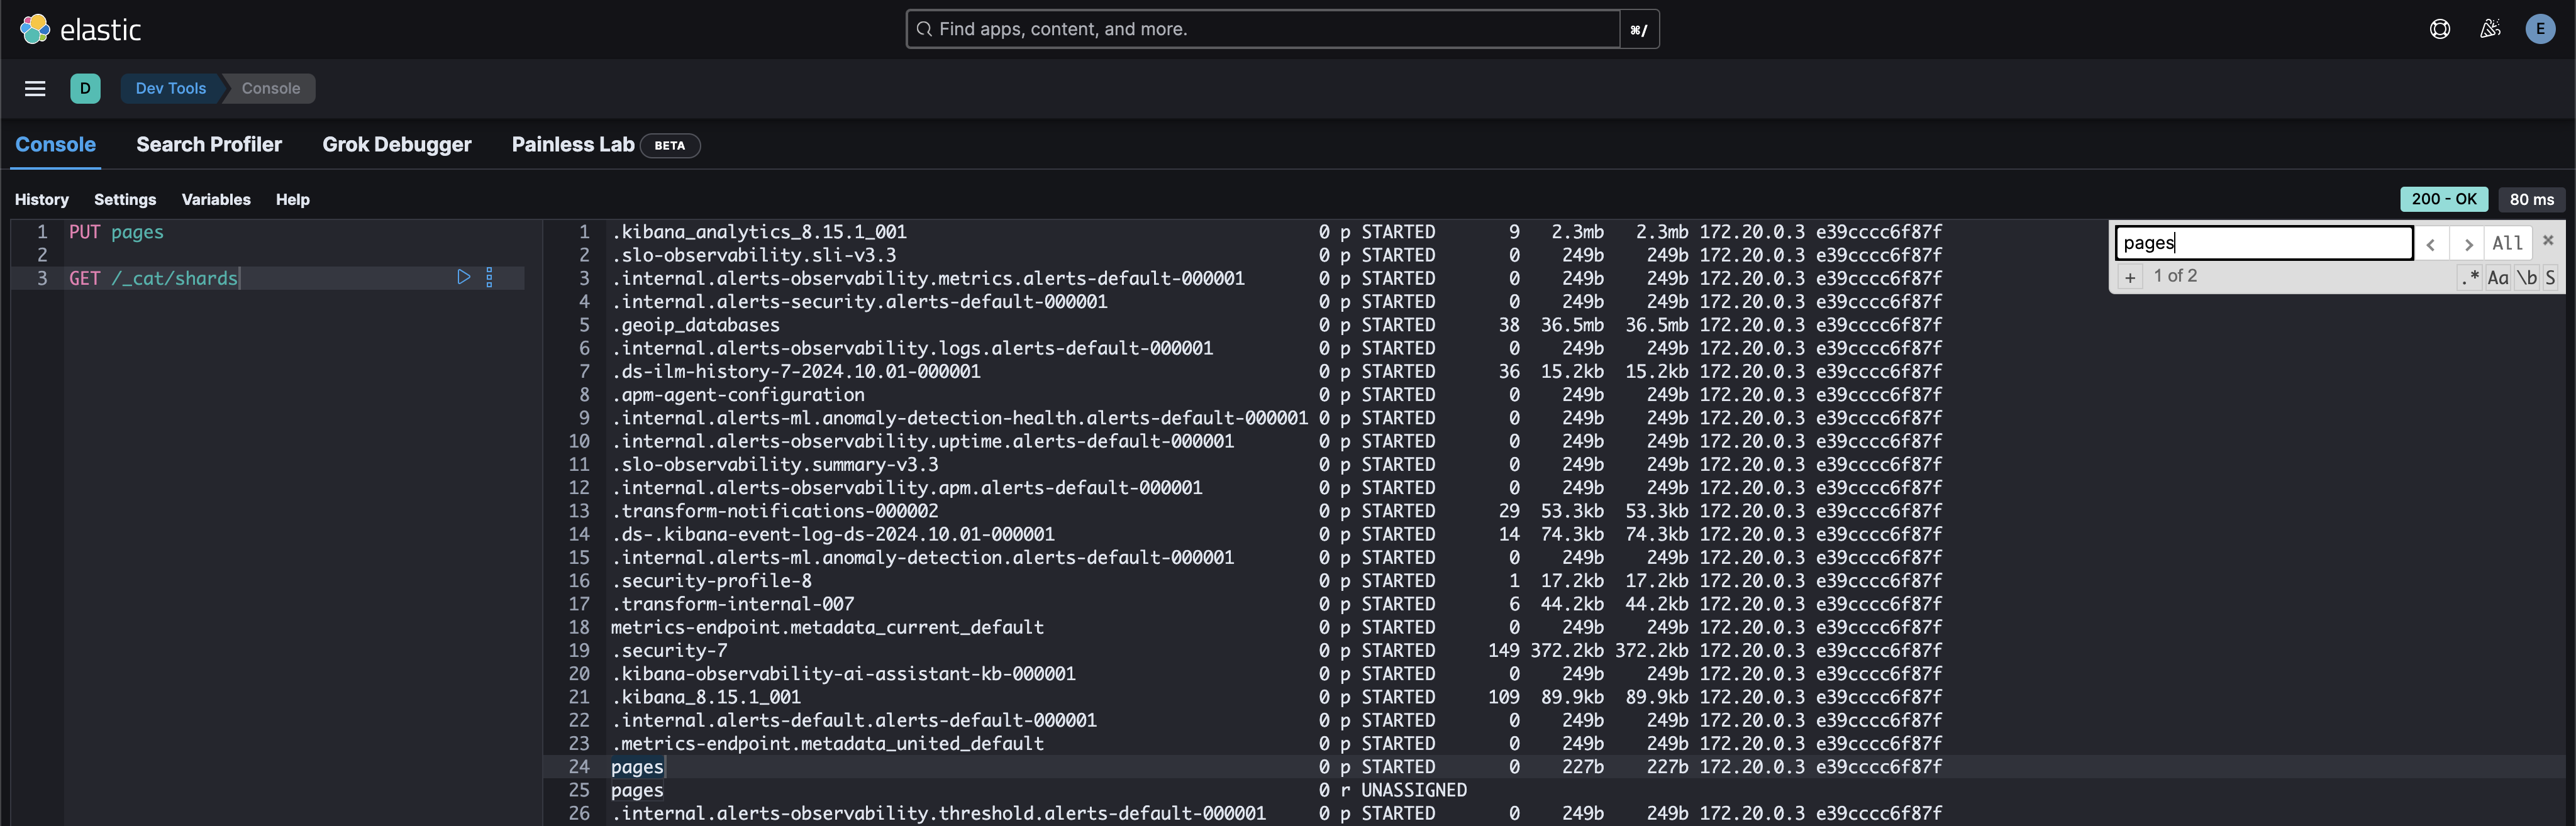 elastic
Find apps, content, and more.
⌘/
E
D
Dev Tools
Console
Console
Search Profiler
Grok Debugger
Painless Lab BETA
History Settings Variables Help
200 - OK
80 ms
1 PUT pages
2
3 GET /_cat/shards
pages
All
+ 1 of 2
.* Aa \b S
1 .kibana_analytics_8.15.1_001 0 p STARTED 9 2.3mb 2.3mb 172.20.0.3 e39cccc6f87f
2 .slo-observability.sli-v3.3 0 p STARTED 0 249b 249b 172.20.0.3 e39cccc6f87f
3 .internal.alerts-observability.metrics.alerts-default-000001 0 p STARTED 0 249b 249b 172.20.0.3 e39cccc6f87f
4 .internal.alerts-security.alerts-default-000001 0 p STARTED 0 249b 249b 172.20.0.3 e39cccc6f87f
5 .geoip_databases 0 p STARTED 38 36.5mb 36.5mb 172.20.0.3 e39cccc6f87f
6 .internal.alerts-observability.logs.alerts-default-000001 0 p STARTED 0 249b 249b 172.20.0.3 e39cccc6f87f
7 .ds-ilm-history-7-2024.10.01-000001 0 p STARTED 36 15.2kb 15.2kb 172.20.0.3 e39cccc6f87f
8 .apm-agent-configuration 0 p STARTED 0 249b 249b 172.20.0.3 e39cccc6f87f
9 .internal.alerts-ml.anomaly-detection-health.alerts-default-000001 0 p STARTED 0 249b 249b 172.20.0.3 e39cccc6f87f
10 .internal.alerts-observability.uptime.alerts-default-000001 0 p STARTED 0 249b 249b 172.20.0.3 e39cccc6f87f
11 .slo-observability.summary-v3.3 0 p STARTED 0 249b 249b 172.20.0.3 e39cccc6f87f
12 .internal.alerts-observability.apm.alerts-default-000001 0 p STARTED 0 249b 249b 172.20.0.3 e39cccc6f87f
13 .transform-notifications-000002 0 p STARTED 29 53.3kb 53.3kb 172.20.0.3 e39cccc6f87f
14 .ds-.kibana-event-log-ds-2024.10.01-000001 0 p STARTED 14 74.3kb 74.3kb 172.20.0.3 e39cccc6f87f
15 .internal.alerts-ml.anomaly-detection.alerts-default-000001 0 p STARTED 0 249b 249b 172.20.0.3 e39cccc6f87f
16 .security-profile-8 0 p STARTED 1 17.2kb 17.2kb 172.20.0.3 e39cccc6f87f
17 .transform-internal-007 0 p STARTED 6 44.2kb 44.2kb 172.20.0.3 e39cccc6f87f
18 metrics-endpoint.metadata_current_default 0 p STARTED 0 249b 249b 172.20.0.3 e39cccc6f87f
19 .security-7 0 p STARTED 149 372.2kb 372.2kb 172.20.0.3 e39cccc6f87f
20 .kibana-observability-ai-assistant-kb-000001 0 p STARTED 0 249b 249b 172.20.0.3 e39cccc6f87f
21 .kibana_8.15.1_001 0 p STARTED 109 89.9kb 89.9kb 172.20.0.3 e39cccc6f87f
22 .internal.alerts-default.alerts-default-000001 0 p STARTED 0 249b 249b 172.20.0.3 e39cccc6f87f
23 .metrics-endpoint.metadata_united_default 0 p STARTED 0 249b 249b 172.20.0.3 e39cccc6f87f
24 pages 0 p STARTED 0 227b 227b 172.20.0.3 e39cccc6f87f
25 pages 0 r UNASSIGNED
26 .internal.alerts-observability.threshold.alerts-default-000001 0 p STARTED 0 249b 249b 172.20.0.3 e39cccc6f87f